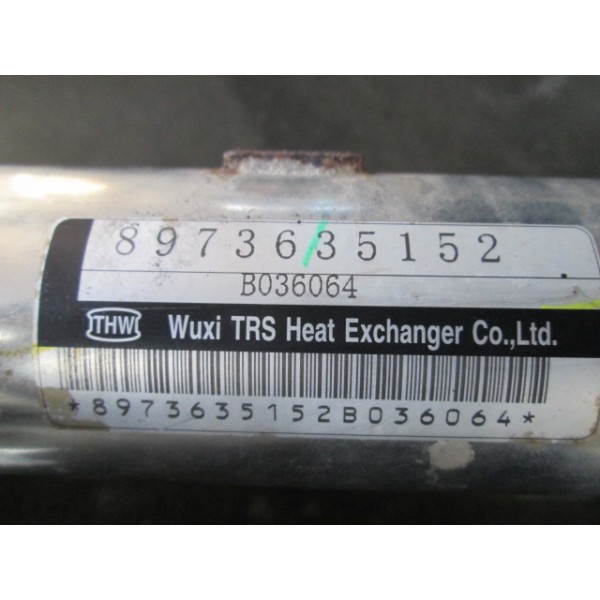 8973635152
B036064
THW Wuxi TRS Heat Exchanger Co.,Ltd.
*8973635152B036064*